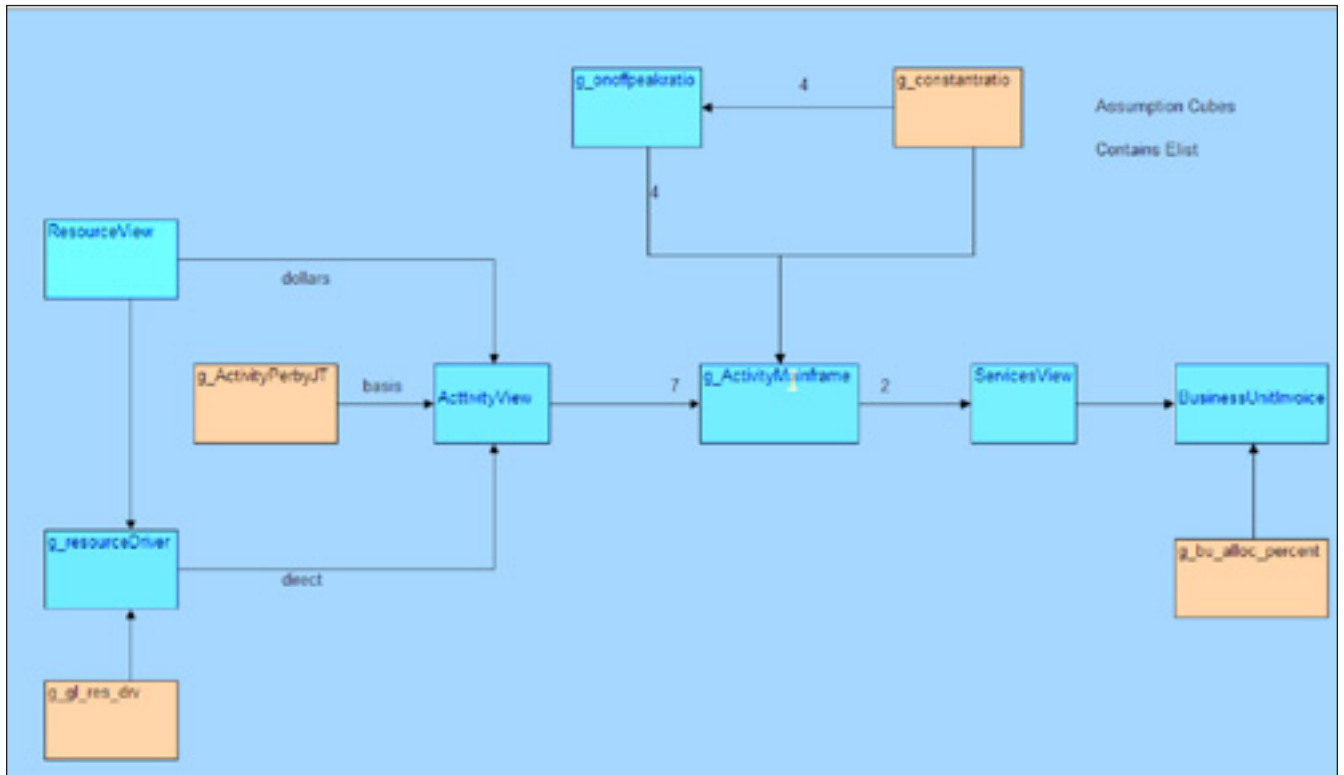 g_onoffpeakratio
4
g_constantratio
Assumption Cubes
Contains Elist
4
ResourceView
dollars
g_ActivityPerbyJT
basis
ActtivityView
7
g_ActivityMainframe
2
ServicesView
BusinessUnitInvoice
g_resourceDriver
direct
g_bu_alloc_percent
g_gl_res_drv